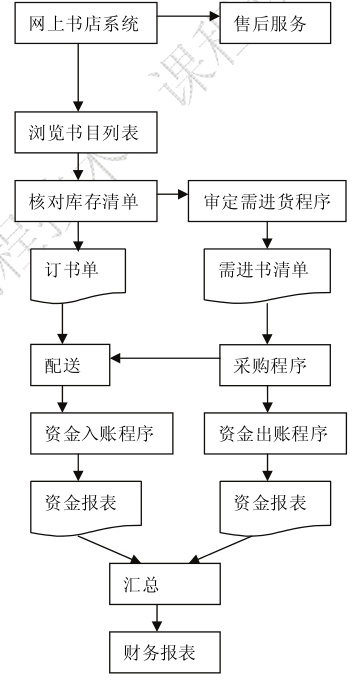 网上书店系统
售后服务
浏览书目列表
核对库存清单
审定需进货程序
订书单
需进书清单
配送
采购程序
资金入账程序
资金出账程序
资金报表
资金报表
汇总
财务报表